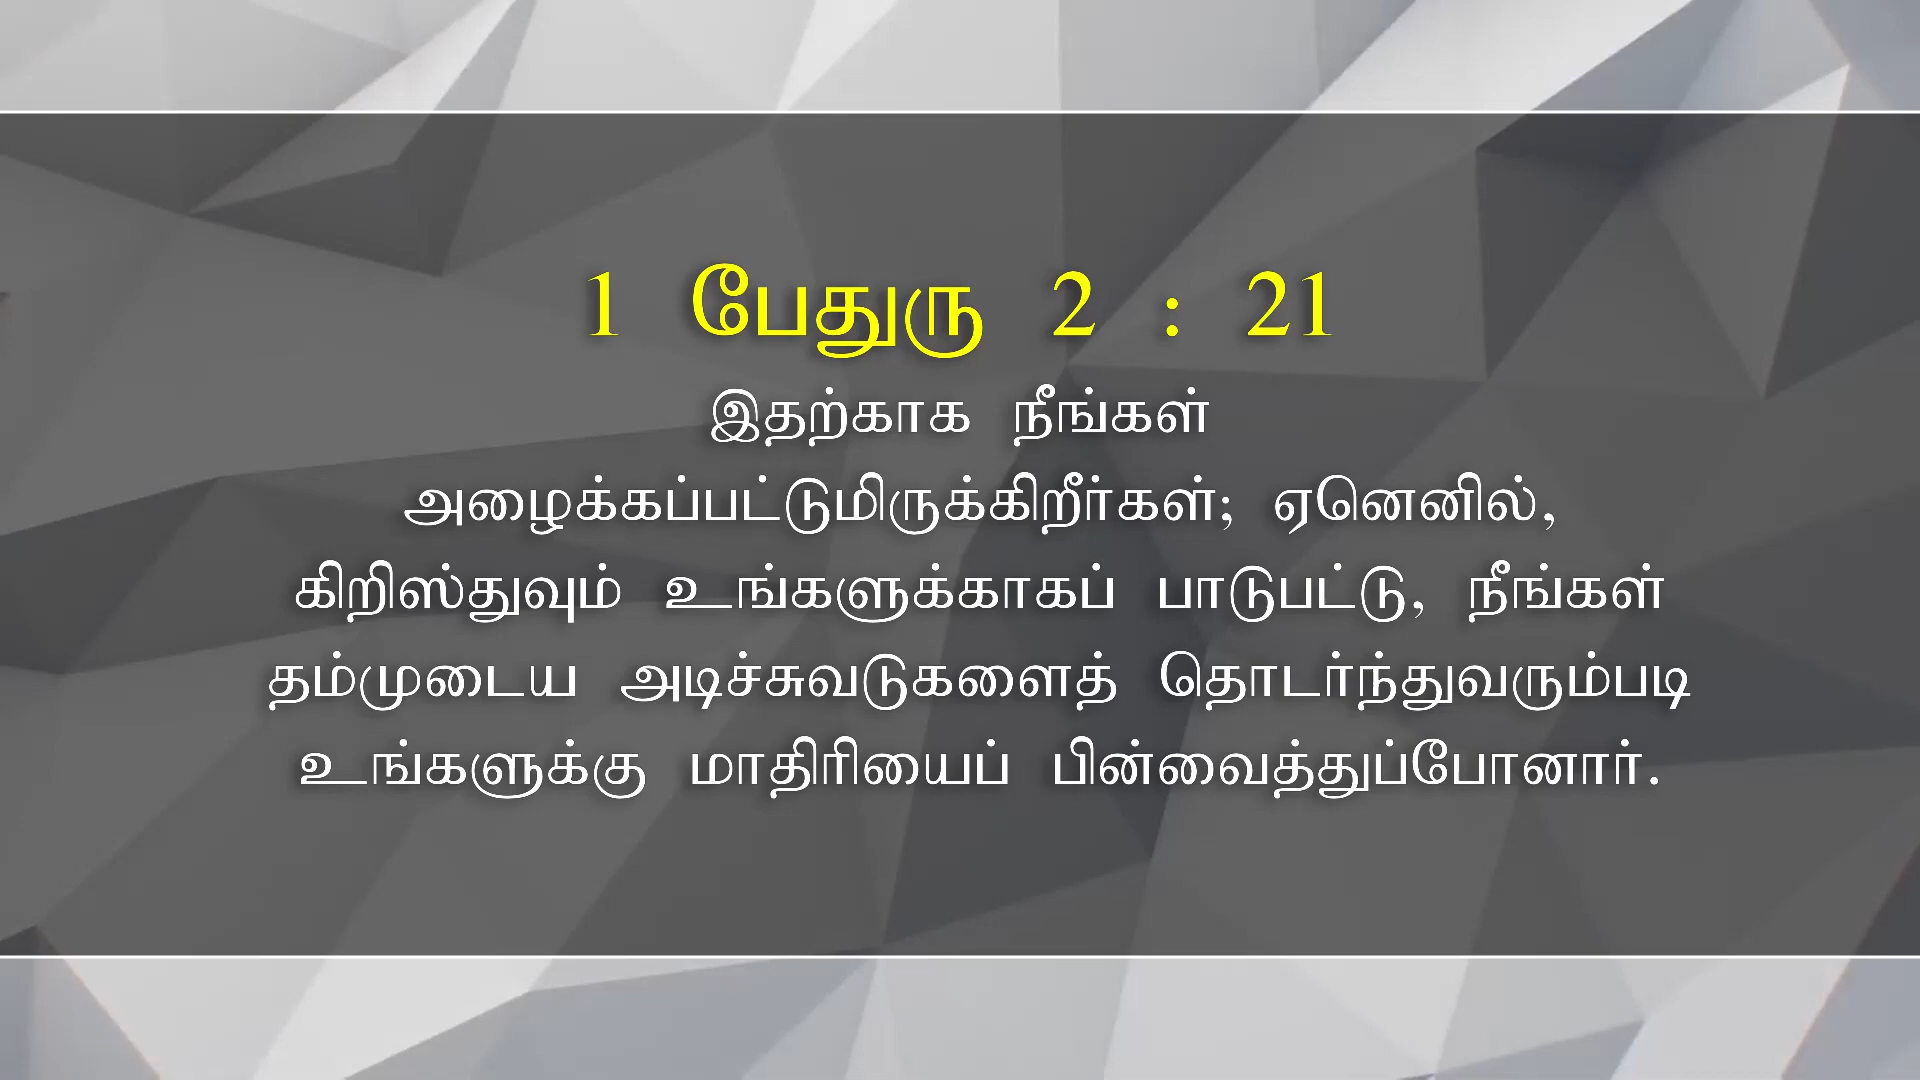 1 பேதுரு 2 : 21
இதற்காக நீங்கள்
அழைக்கப்பட்டுமிருக்கிறீர்கள்; ஏனெனில்,
கிறிஸ்துவும் உங்களுக்காகப் பாடுபட்டு, நீங்கள்
தம்முடைய அடிச்சுவடுகளைத் தொடர்ந்துவரும்படி
உங்களுக்கு மாதிரியைப் பின்வைத்துப்போனார்.